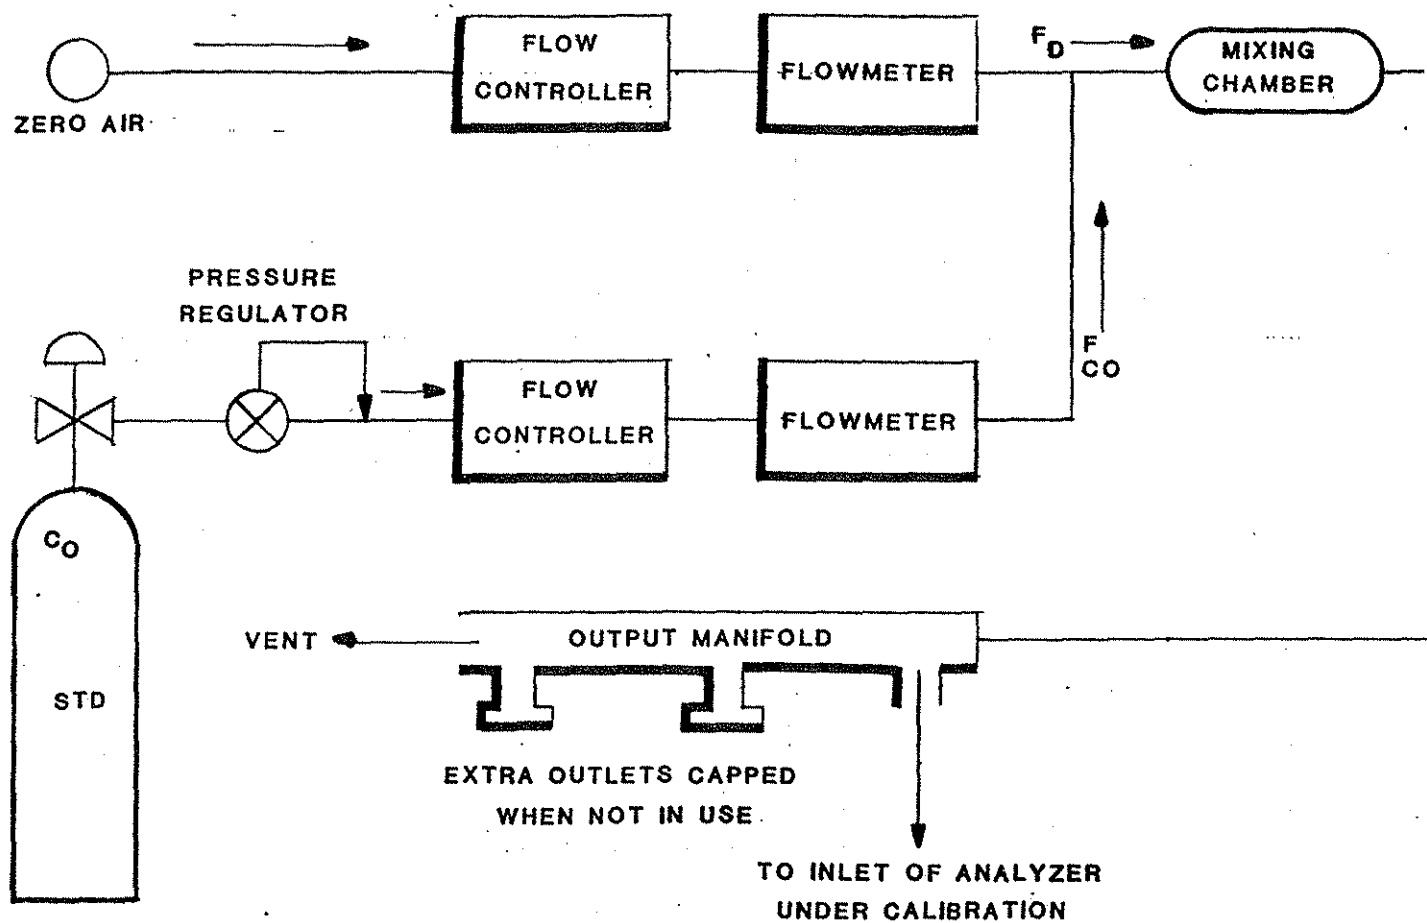 FLOW
CONTROLLER
FLOWMETER
FD
MIXING
CHAMBER
ZERO AIR
PRESSURE
REGULATOR
FLOW
CONTROLLER
FLOWMETER
F
CO
CO
STD
VENT
OUTPUT MANIFOLD
EXTRA OUTLETS CAPPED
WHEN NOT IN USE
TO INLET OF ANALYZER
UNDER CALIBRATION